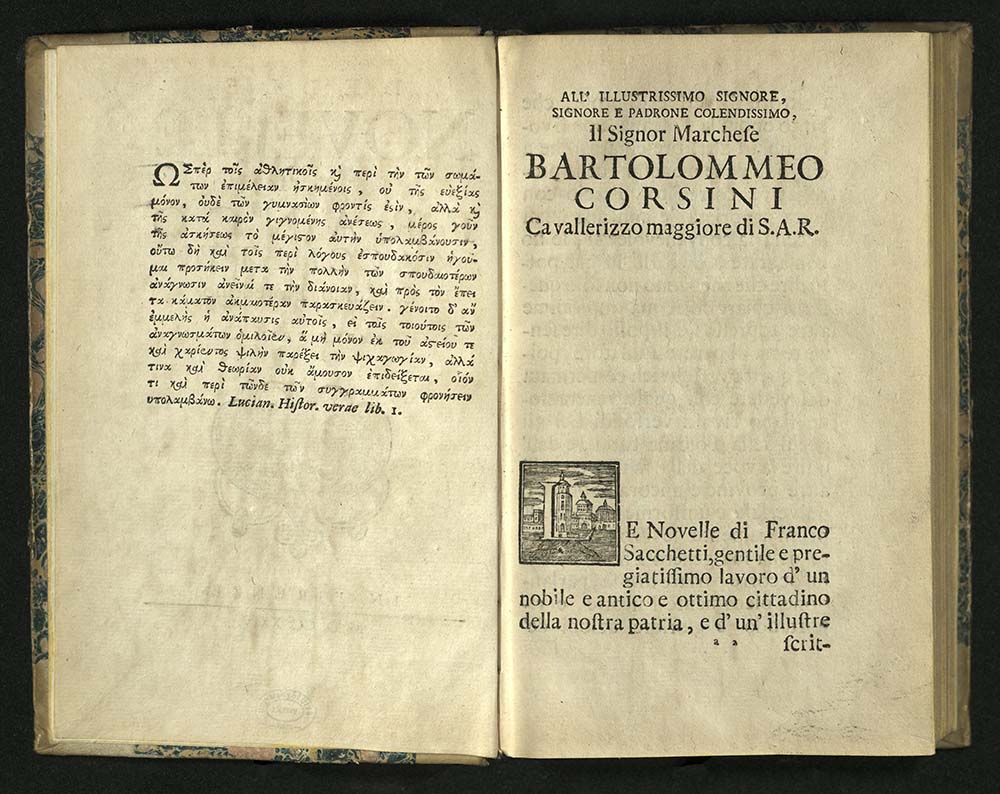 ΩΣπὲρ τοῖς ἀθλητικοῖς καὶ περὶ τὴν τῶν σωμά-
των ἐπιμέλειαν ἠσκημένοις, οὐ τῆς εὐεξίας
μόνον, οὐδὲ τῶν γυμνασίων φροντίς ἐσὶν, ἀλλὰ καὶ
τῆς κατὰ καιρὸν γιγνομένης ἀνέσεως, μέρος γοῦν
τῆς ἀσκήσεως τὸ μέγιστον αὐτὴν ὑπολαμβάνουσιν,
οὕτω δὴ καὶ τοῖς περὶ λόγους ἐσπουδακόσιν ἡγοῦ-
μαι προσήκειν μετὰ τὴν πολλὴν τῶν σπουδαιοτέρων
ἀνάγνωσιν ἀνεῖναί τε τὴν διάνοιαν, καὶ πρὸς τὸν ἔπει
τα κάματον ἀκμαιοτέραν παρασκευάζειν. γένοιτο δ' ἂν
ἐμμελὴς ἡ ἀνάπαυσις αὐτοῖς, εἰ τοῖς τοιούτοις τῶν
ἀναγνωσμάτων ὁμιλοῖεν, ἃ μὴ μόνον ἐκ τοῦ ἀστείου τε
καὶ χαρίεντος ψιλὴν παρέξει τὴν ψυχαγωγίαν, ἀλλά
τινα καὶ θεωρίαν οὐκ ἄμουσον ἐπιδείξεται, οἷόν
τι καὶ περὶ τῶνδε τῶν συγγραμμάτων φρονήσειν
ὑπολαμβάνω. Lucian. Histor. verae lib. 1.
ALL' ILLUSTRISSIMO SIGNORE,
SIGNORE E PADRONE COLENDISSIMO,
Il Signor Marchese
BARTOLOMMEO
CORSINI
Cavallerizzo maggiore di S.A.R.
LE Novelle di Franco
Sacchetti, gentile e pre-
giatissimo lavoro d' un
nobile e antico e ottimo cittadino
della nostra patria, e d' un' illustre
a a scrit-